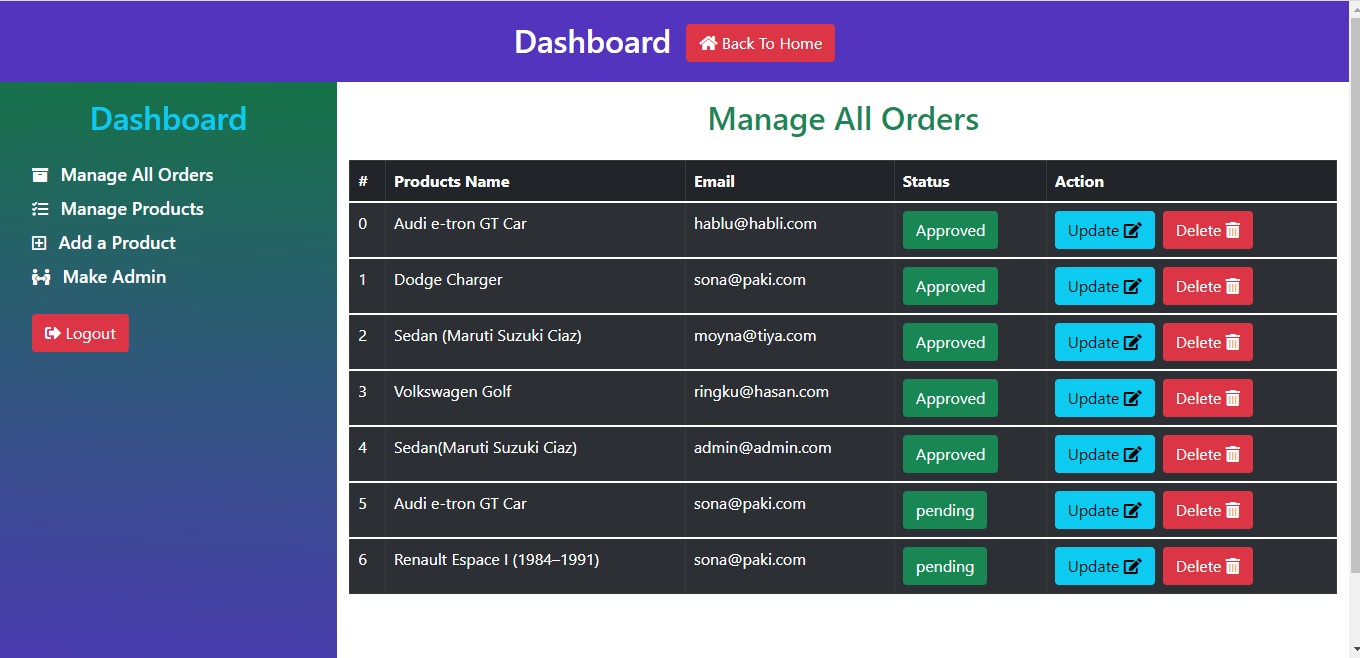 Dashboard Back To Home
Dashboard
Manage All Orders
Manage Products
Add a Product
Make Admin
Logout
Manage All Orders
# Products Name Email Status Action
0 Audi e-tron GT Car hablu@habli.com Approved Update Delete
1 Dodge Charger sona@paki.com Approved Update Delete
2 Sedan (Maruti Suzuki Ciaz) moyna@tiya.com Approved Update Delete
3 Volkswagen Golf ringku@hasan.com Approved Update Delete
4 Sedan(Maruti Suzuki Ciaz) admin@admin.com Approved Update Delete
5 Audi e-tron GT Car sona@paki.com pending Update Delete
6 Renault Espace I (1984–1991) sona@paki.com pending Update Delete